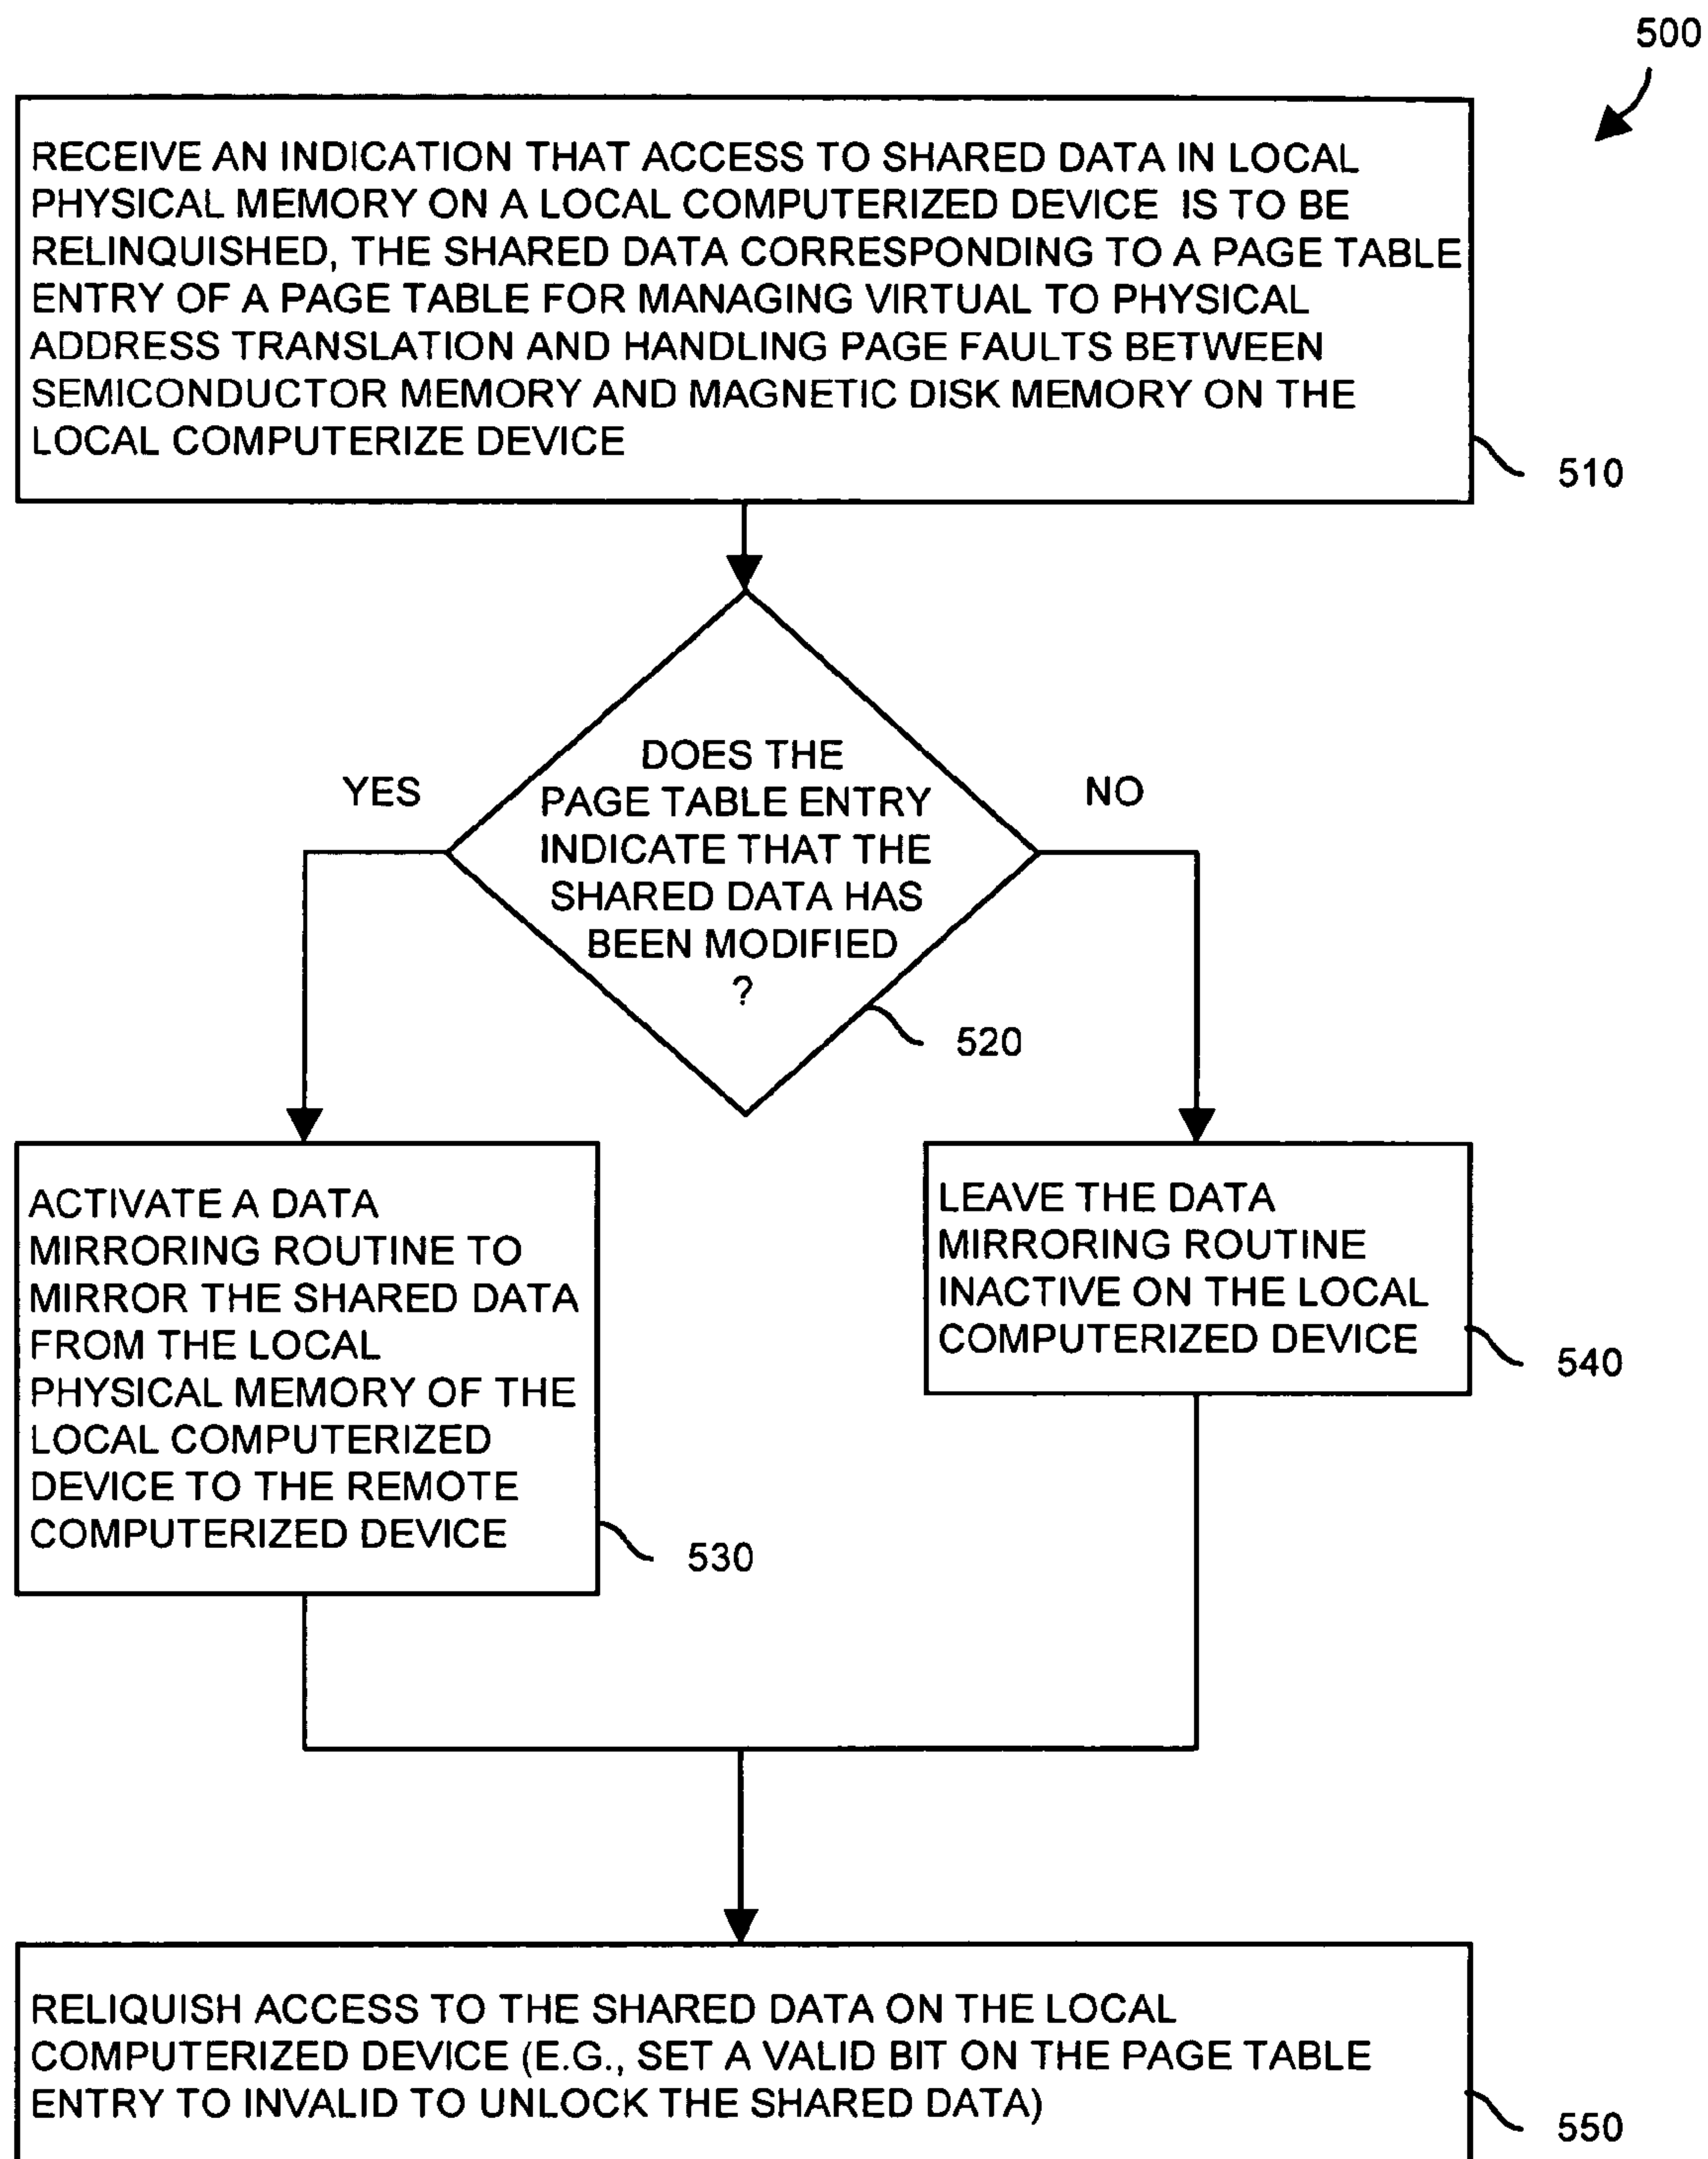 500
RECEIVE AN INDICATION THAT ACCESS TO SHARED DATA IN LOCAL
PHYSICAL MEMORY ON A LOCAL COMPUTERIZED DEVICE IS TO BE
RELINQUISHED, THE SHARED DATA CORRESPONDING TO A PAGE TABLE
ENTRY OF A PAGE TABLE FOR MANAGING VIRTUAL TO PHYSICAL
ADDRESS TRANSLATION AND HANDLING PAGE FAULTS BETWEEN
SEMICONDUCTOR MEMORY AND MAGNETIC DISK MEMORY ON THE
LOCAL COMPUTERIZE DEVICE
510
DOES THE
PAGE TABLE ENTRY
INDICATE THAT THE
SHARED DATA HAS
BEEN MODIFIED
?
520
YES
NO
ACTIVATE A DATA
MIRRORING ROUTINE TO
MIRROR THE SHARED DATA
FROM THE LOCAL
PHYSICAL MEMORY OF THE
LOCAL COMPUTERIZED
DEVICE TO THE REMOTE
COMPUTERIZED DEVICE
530
LEAVE THE DATA
MIRRORING ROUTINE
INACTIVE ON THE LOCAL
COMPUTERIZED DEVICE
540
RELIQUISH ACCESS TO THE SHARED DATA ON THE LOCAL
COMPUTERIZED DEVICE (E.G., SET A VALID BIT ON THE PAGE TABLE
ENTRY TO INVALID TO UNLOCK THE SHARED DATA)
550